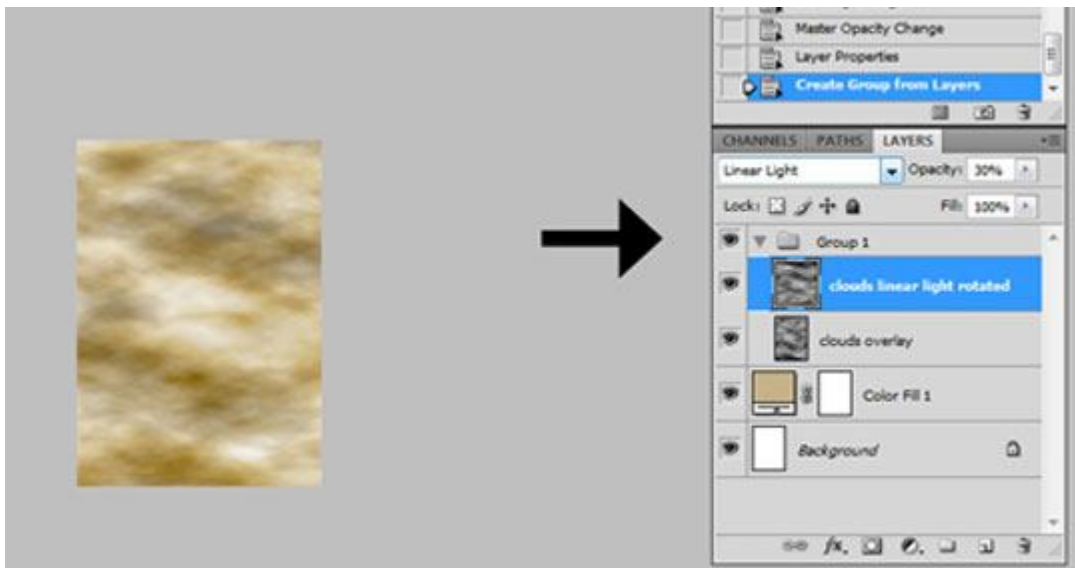 Master Opacity Change
Layer Properties
Create Group from Layers
CHANNELS PATHS LAYERS
Linear Light Opacity: 30%
Lock: Fill: 100%
Group 1
clouds linear light rotated
clouds overlay
Color Fill 1
Background
fx.